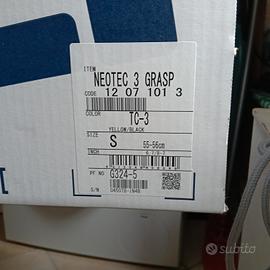 ITEM
NEOTEC 3 GRASP
CODE 12 07 101 3
COLOR
TC-3
YELLOW/BLACK
SIZE
S 55-56cm
INCH
PF NO G324-5
S/N
subito